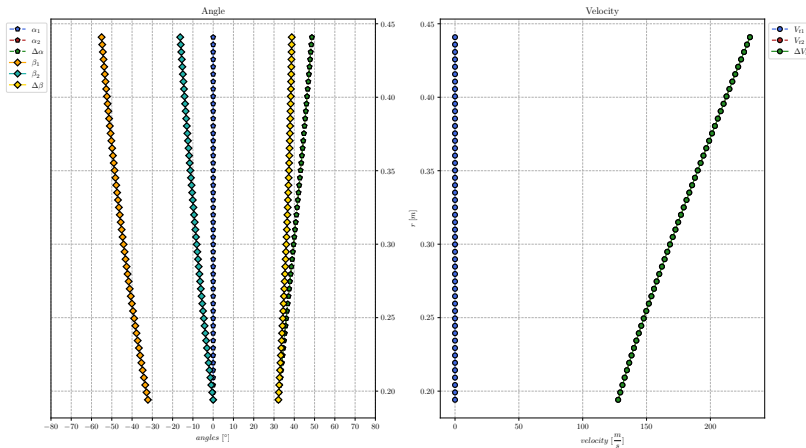 Angle
α₁
α₂
Δα
β₁
β₂
Δβ
0.45
0.40
0.35
0.30
0.25
0.20
r [m]
−80 −70 −60 −50 −40 −30 −20 −10 0 10 20 30 40 50 60 70 80
angles [°]
Velocity
V_{t1}
V_{t2}
0.45
0.40
0.35
0.30
0.25
0.20
r [m]
0 50 100 150 200
velocity [m/s]